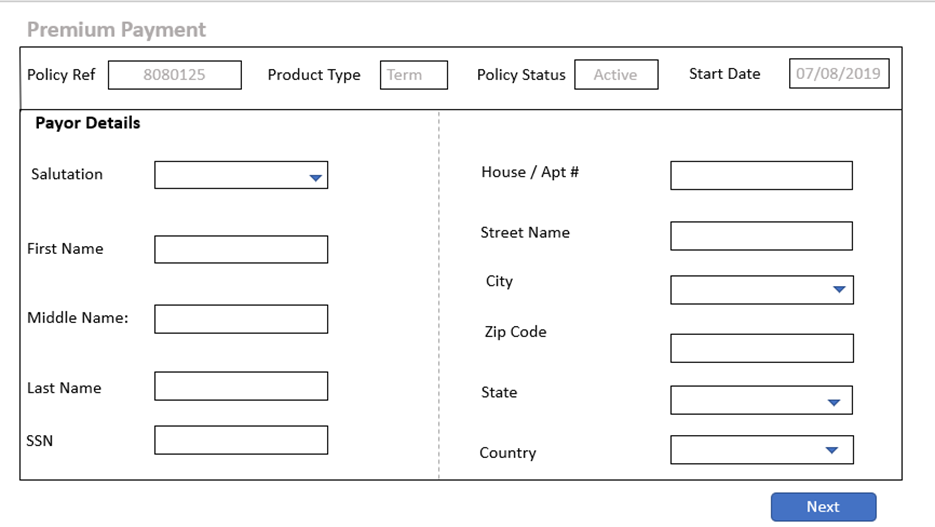 Premium Payment
Policy Ref 8080125 Product Type Term Policy Status Active Start Date 07/08/2019
Payor Details
Salutation
First Name
Middle Name:
Last Name
SSN
House / Apt #
Street Name
City
Zip Code
State
Country
Next